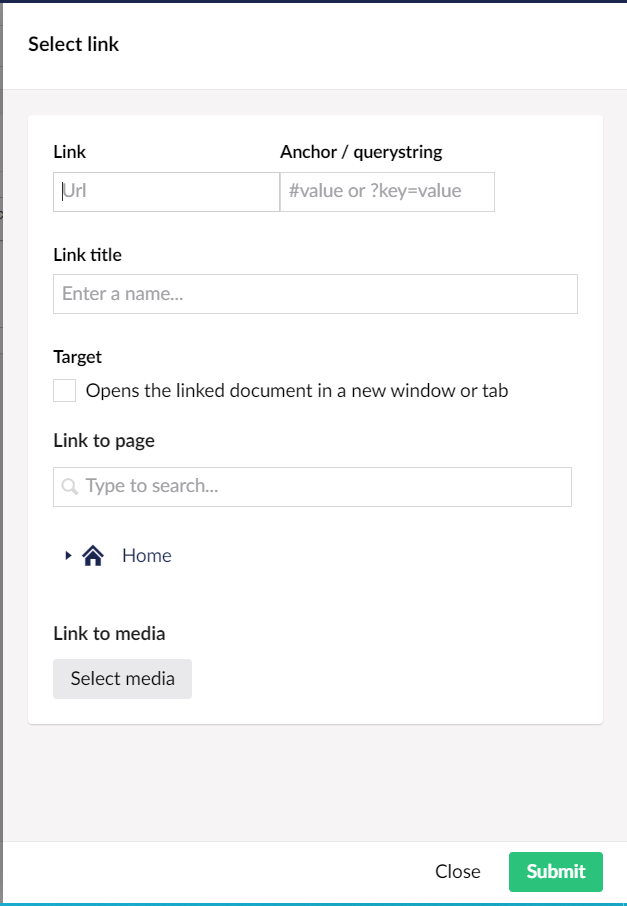 Select link
Link Anchor / querystring
Url #value or ?key=value
Link title
Enter a name...
Target
Opens the linked document in a new window or tab
Link to page
Type to search...
Home
Link to media
Select media
Close Submit